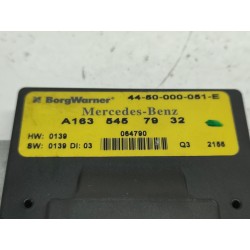 BorgWarner 44-60-000-051-E
Mercedes-Benz
A163 545 79 32
HW: 0139 064790
SW: 0139 DI: 03 Q3 2155